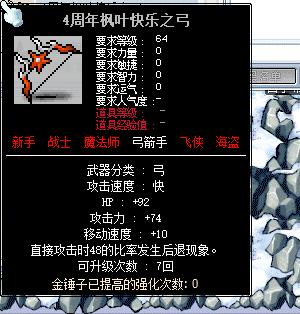 4周年枫叶快乐之弓
要求等级： 64
要求力量： 0
要求敏捷： 0
要求智力： 0
要求运气： 0
要求人气度： -
道具等级： -
道具经验值： -
新手 战士 魔法师 弓箭手 飞侠 海盗
武器分类 : 弓
攻击速度 : 快
HP : +92
攻击力 : +74
移动速度 : +10
直接攻击时48的比率发生后退现象。
可升级次数 : 7回
金锤子已提高的强化次数: 0